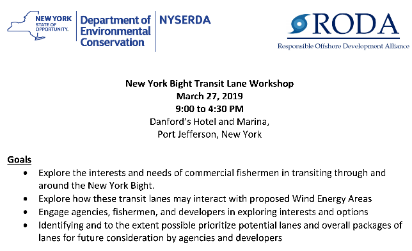 NEW YORK
STATE OF
OPPORTUNITY.
Department of
Environmental
Conservation
NYSERDA
RODA
Responsible Offshore Development Alliance
New York Bight Transit Lane Workshop
March 27, 2019
9:00 to 4:30 PM
Danford's Hotel and Marina,
Port Jefferson, New York
Goals
• Explore the interests and needs of commercial fishermen in transiting through and
around the New York Bight.
• Explore how these transit lanes may interact with proposed Wind Energy Areas
• Engage agencies, fishermen, and developers in exploring interests and options
• Identifying and to the extent possible prioritize potential lanes and overall packages of
lanes for future consideration by agencies and developers